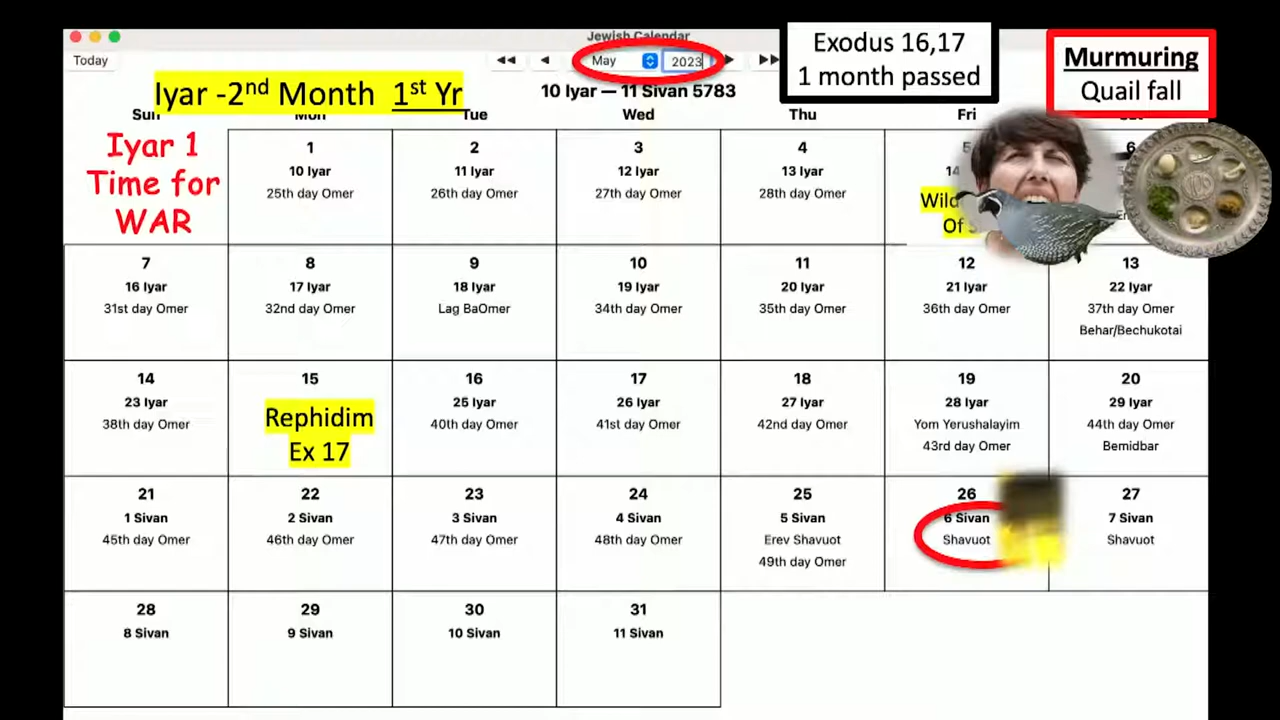 Jewish Calendar
Today
May
2023
Exodus 16,17
1 month passed
Murmuring
Quail fall
Iyar -2nd Month 1st Yr
10 Iyar — 11 Sivan 5783
Sun Mon Tue Wed Thu Fri Sat
Iyar 1
Time for
WAR
1
10 Iyar
25th day Omer
2
11 Iyar
26th day Omer
3
12 Iyar
27th day Omer
4
13 Iyar
28th day Omer
5
Wild
Of
6
7
16 Iyar
31st day Omer
8
17 Iyar
32nd day Omer
9
18 Iyar
Lag BaOmer
10
19 Iyar
34th day Omer
11
20 Iyar
35th day Omer
12
21 Iyar
36th day Omer
13
22 Iyar
37th day Omer
Behar/Bechukotai
14
23 Iyar
38th day Omer
15
Rephidim
Ex 17
16
25 Iyar
40th day Omer
17
26 Iyar
41st day Omer
18
27 Iyar
42nd day Omer
19
28 Iyar
Yom Yerushalayim
43rd day Omer
20
29 Iyar
44th day Omer
Bemidbar
21
1 Sivan
45th day Omer
22
2 Sivan
46th day Omer
23
3 Sivan
47th day Omer
24
4 Sivan
48th day Omer
25
5 Sivan
Erev Shavuot
49th day Omer
26
6 Sivan
Shavuot
27
7 Sivan
Shavuot
28
8 Sivan
29
9 Sivan
30
10 Sivan
31
11 Sivan